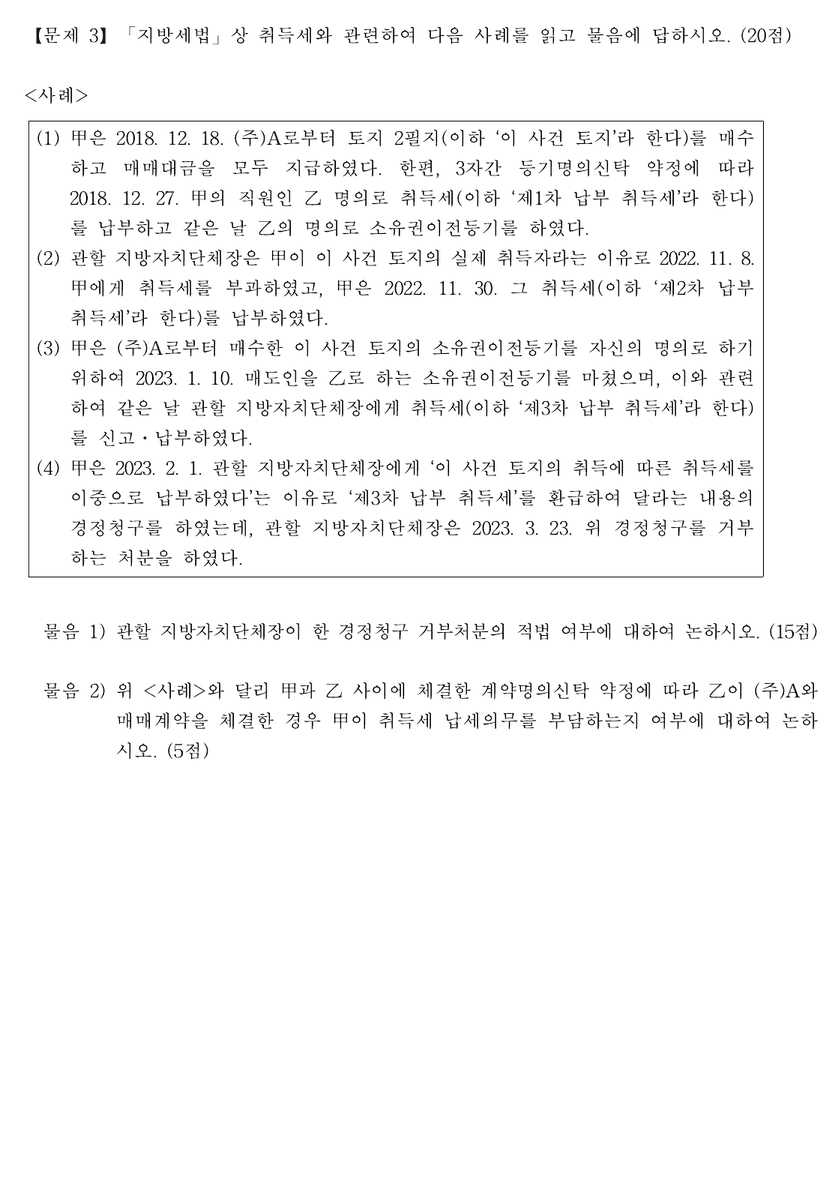 【문제 3】 「지방세법」상 취득세와 관련하여 다음 사례를 읽고 물음에 답하시오. (20점)
<사례>
(1) 甲은 2018. 12. 18. (주)A로부터 토지 2필지(이하 ‘이 사건 토지’라 한다)를 매수
하고 매매대금을 모두 지급하였다. 한편, 3자간 등기명의신탁 약정에 따라
2018. 12. 27. 甲의 직원인 乙 명의로 취득세(이하 ‘제1차 납부 취득세’라 한다)
를 납부하고 같은 날 乙의 명의로 소유권이전등기를 하였다.
(2) 관할 지방자치단체장은 甲이 이 사건 토지의 실제 취득자라는 이유로 2022. 11. 8.
甲에게 취득세를 부과하였고, 甲은 2022. 11. 30. 그 취득세(이하 ‘제2차 납부
취득세’라 한다)를 납부하였다.
(3) 甲은 (주)A로부터 매수한 이 사건 토지의 소유권이전등기를 자신의 명의로 하기
위하여 2023. 1. 10. 매도인을 乙로 하는 소유권이전등기를 마쳤으며, 이와 관련
하여 같은 날 관할 지방자치단체장에게 취득세(이하 ‘제3차 납부 취득세’라 한다)
를 신고・납부하였다.
(4) 甲은 2023. 2. 1. 관할 지방자치단체장에게 ‘이 사건 토지의 취득에 따른 취득세를
이중으로 납부하였다’는 이유로 ‘제3차 납부 취득세’를 환급하여 달라는 내용의
경정청구를 하였는데, 관할 지방자치단체장은 2023. 3. 23. 위 경정청구를 거부
하는 처분을 하였다.
물음 1) 관할 지방자치단체장이 한 경정청구 거부처분의 적법 여부에 대하여 논하시오. (15점)
물음 2) 위 <사례>와 달리 甲과 乙 사이에 체결한 계약명의신탁 약정에 따라 乙이 (주)A와
매매계약을 체결한 경우 甲이 취득세 납세의무를 부담하는지 여부에 대하여 논하
시오. (5점)